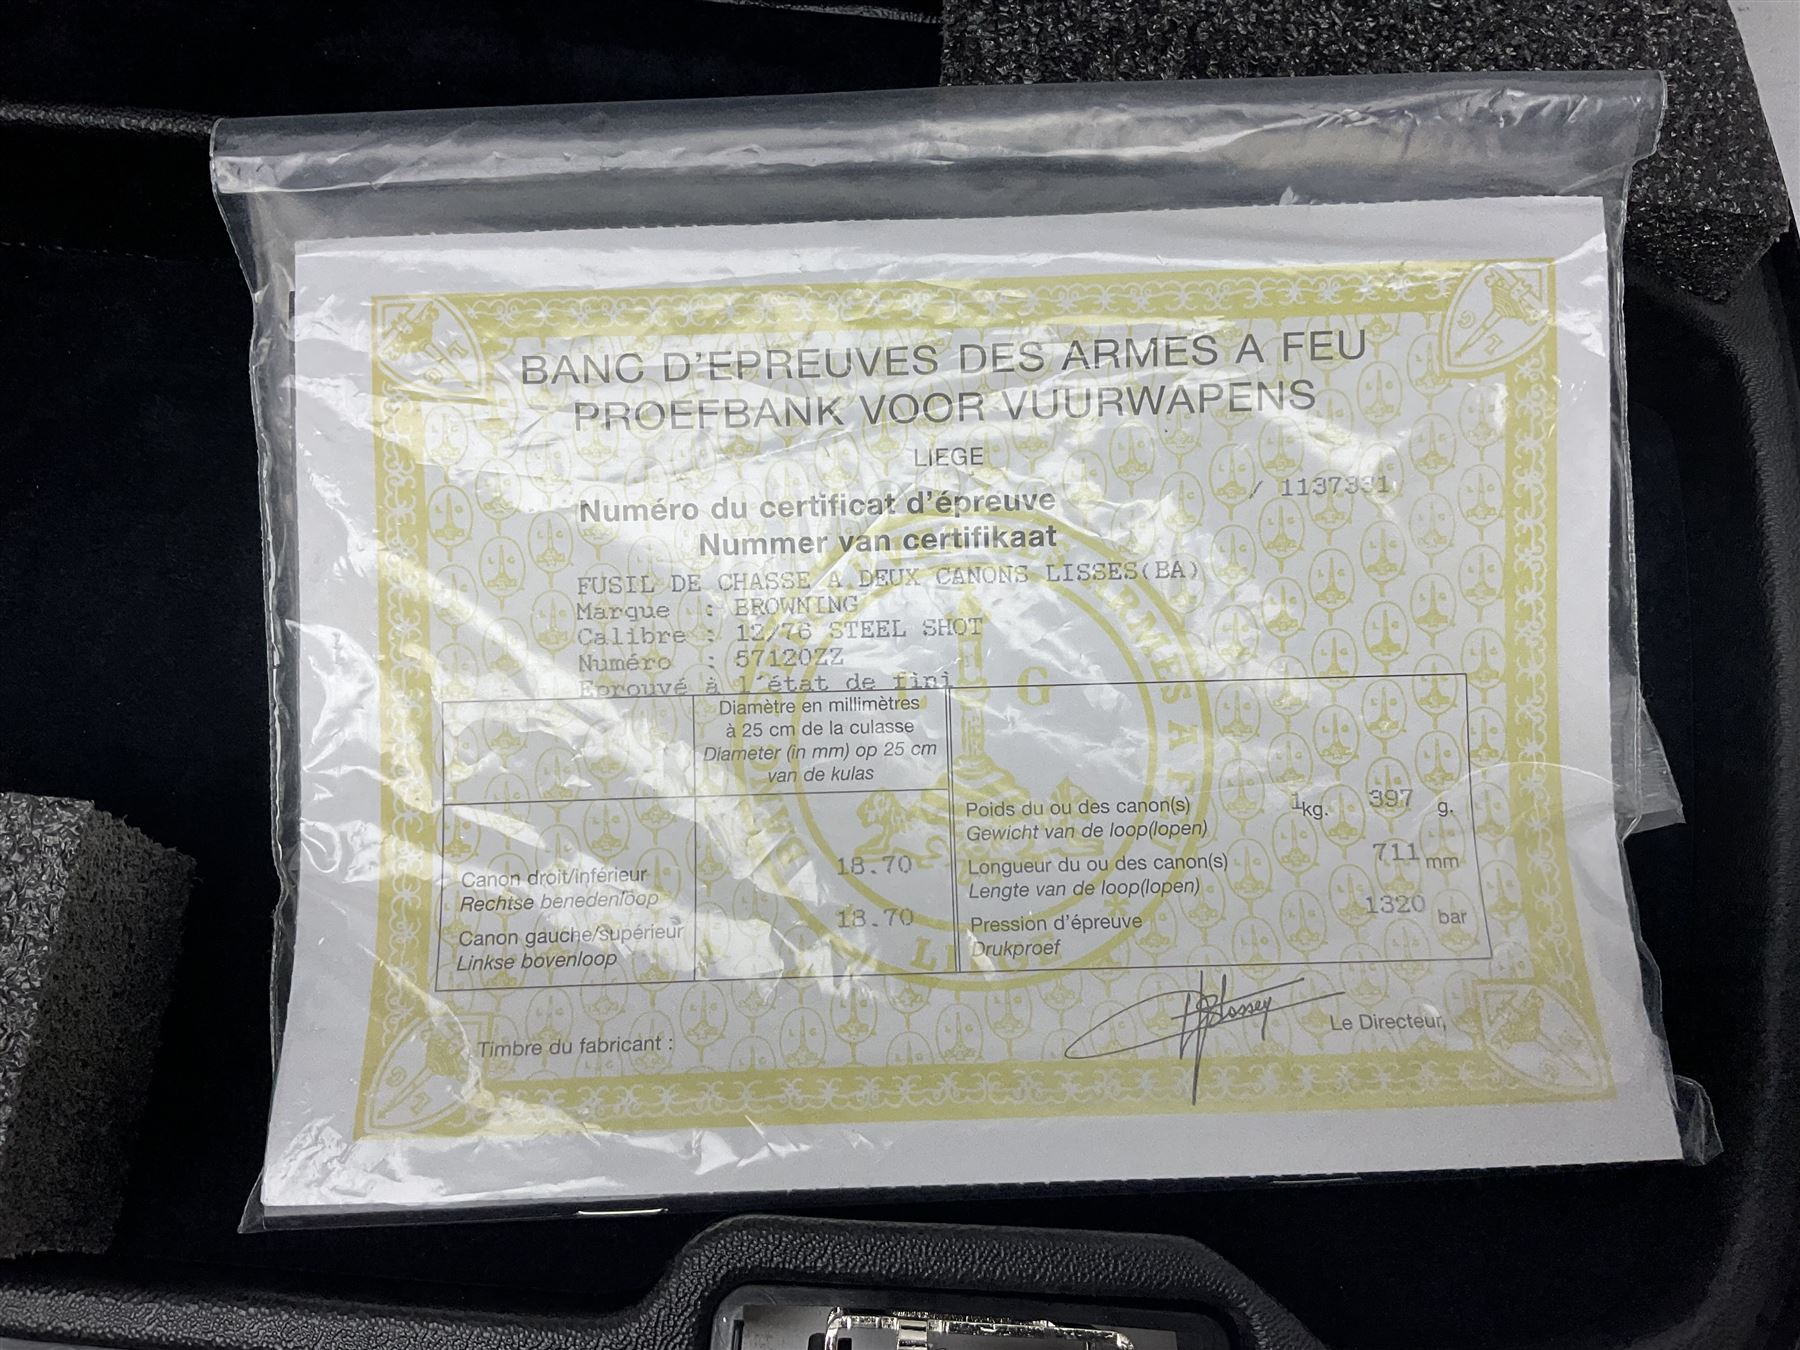 BANC D'EPREUVES DES ARMES A FEU
PROEFBANK VOOR VUURWAPENS
LIEGE
Numéro du certificat d'épreuve / 1137331
Nummer van certifikaat
FUSIL DE CHASSE A DEUX CANONS LISSES(BA)
Marque : BROWNING
Calibre : 12/76 STEEL SHOT
Numéro : 57120ZZ
Eprouvé à l'état de fini
Diamètre en millimètres
à 25 cm de la culasse
Diameter (in mm) op 25 cm
van de kulas
Canon droit/inférieur 18.70
Rechtse benedenloop
Canon gauche/supérieur 18.70
Linkse bovenloop
Poids du ou des canon(s) 1kg. 397 g.
Gewicht van de loop(lopen)
Longueur du ou des canon(s) 711 mm
Lengte van de loop(lopen)
Pression d'épreuve 1320 bar
Drukproef
Timbre du fabricant :
Le Directeur,